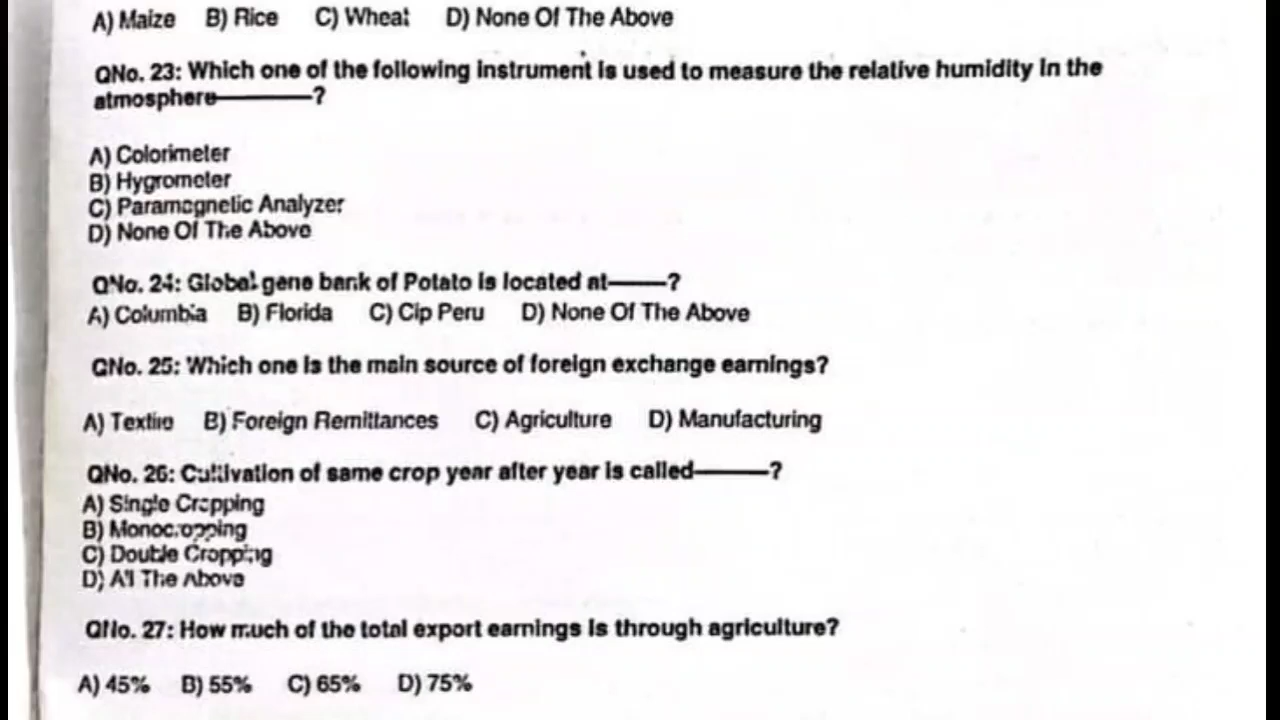 A) Maize B) Rice C) Wheat D) None Of The Above
QNo. 23: Which one of the following instrument is used to measure the relative humidity in the
atmosphere———?
A) Colorimeter
B) Hygrometer
C) Paramagnetic Analyzer
D) None Of The Above
QNo. 24: Global gene bank of Potato is located at——?
A) Columbia B) Florida C) Cip Peru D) None Of The Above
QNo. 25: Which one is the main source of foreign exchange earnings?
A) Textile B) Foreign Remittances C) Agriculture D) Manufacturing
QNo. 26: Cultivation of same crop year after year is called———?
A) Single Cropping
B) Monocropping
C) Double Cropping
D) All The Above
QNo. 27: How much of the total export earnings is through agriculture?
A) 45% B) 55% C) 65% D) 75%